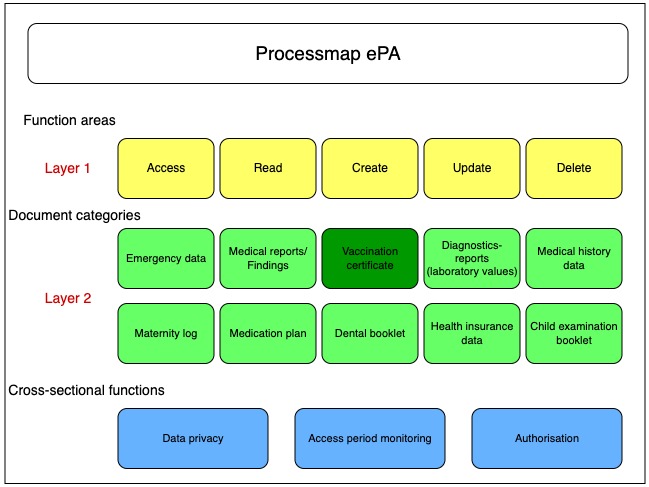 Processmap ePA
Function areas
Layer 1
Access
Read
Create
Update
Delete
Document categories
Layer 2
Emergency data
Medical reports/
Findings
Vaccination
certificate
Diagnostics-
reports
(laboratory values)
Medical history
data
Maternity log
Medication plan
Dental booklet
Health insurance
data
Child examination
booklet
Cross-sectional functions
Data privacy
Access period monitoring
Authorisation